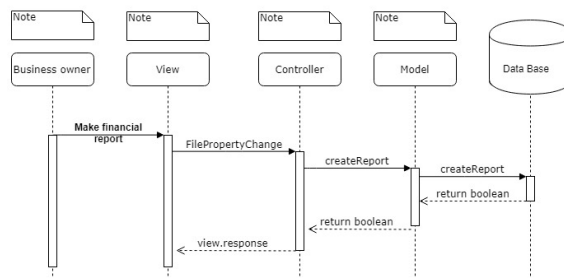 Note
Note
Note
Note
Business owner
View
Controller
Model
Data Base
Make financial
report
FilePropertyChange
createReport
createReport
return boolean
return boolean
view.response